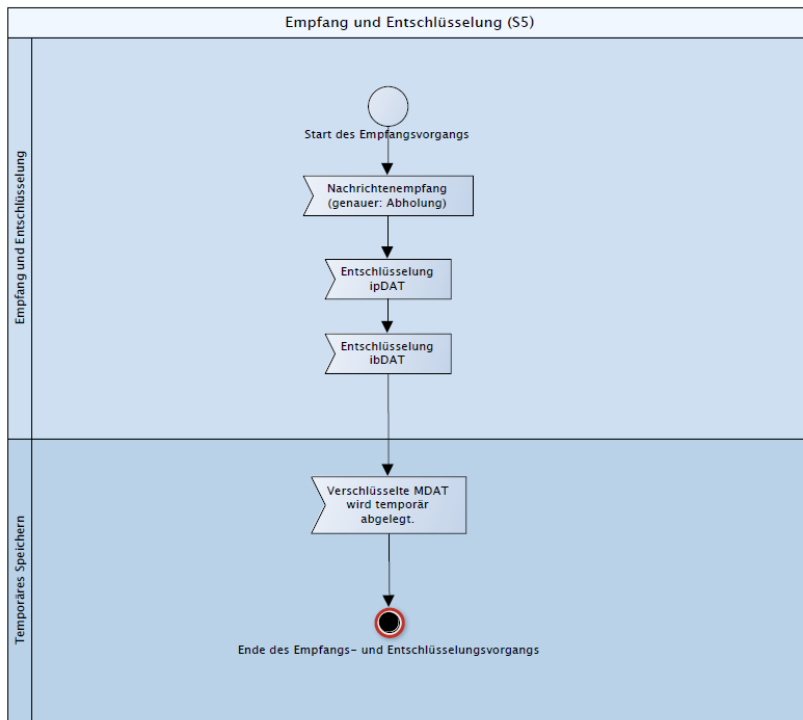 Empfang und Entschlüsselung (S5)
Empfang und Entschlüsselung
Start des Empfangsvorgangs
Nachrichtenempfang
(genauer: Abholung)
Entschlüsselung
ipDAT
Entschlüsselung
ibDAT
Temporäres Speichern
Verschlüsselte MDAT
wird temporär
abgelegt.
Ende des Empfangs- und Entschlüsselungsvorgangs